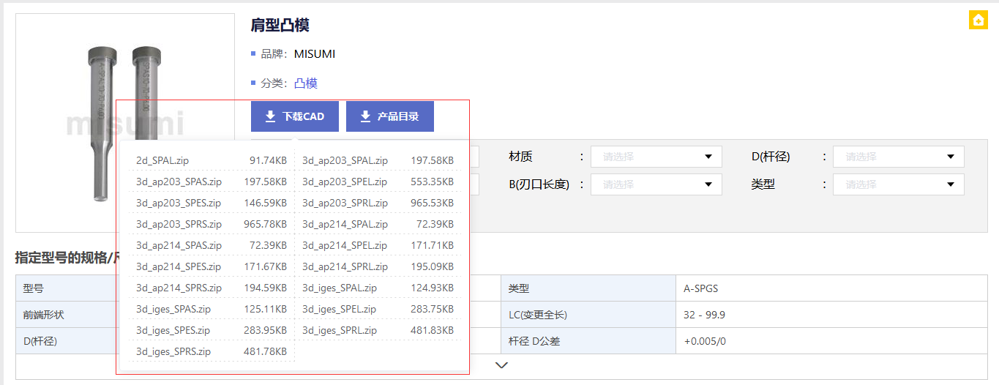 肩型凸模
品牌： MISUMI
分类： 凸模
下载CAD 产品目录
misumi
材质 : 请选择 D(杆径) : 请选择
B(刃口长度) : 请选择 类型 : 请选择
2d_SPAL.zip 91.74KB 3d_ap203_SPAL.zip 197.58KB
3d_ap203_SPAS.zip 197.58KB 3d_ap203_SPEL.zip 553.35KB
3d_ap203_SPES.zip 146.59KB 3d_ap203_SPRL.zip 965.53KB
3d_ap203_SPRS.zip 965.78KB 3d_ap214_SPAL.zip 72.39KB
3d_ap214_SPAS.zip 72.39KB 3d_ap214_SPEL.zip 171.71KB
3d_ap214_SPES.zip 171.67KB 3d_ap214_SPRL.zip 195.09KB
3d_ap214_SPRS.zip 194.59KB 3d_iges_SPAL.zip 124.93KB
3d_iges_SPAS.zip 125.11KB 3d_iges_SPEL.zip 283.75KB
3d_iges_SPES.zip 283.95KB 3d_iges_SPRL.zip 481.83KB
3d_iges_SPRS.zip 481.78KB
指定型号的规格/
型号 类型 A-SPGS
前端形状 LC(变更全长) 32 - 99.9
D(杆径) 杆径 D公差 +0.005/0